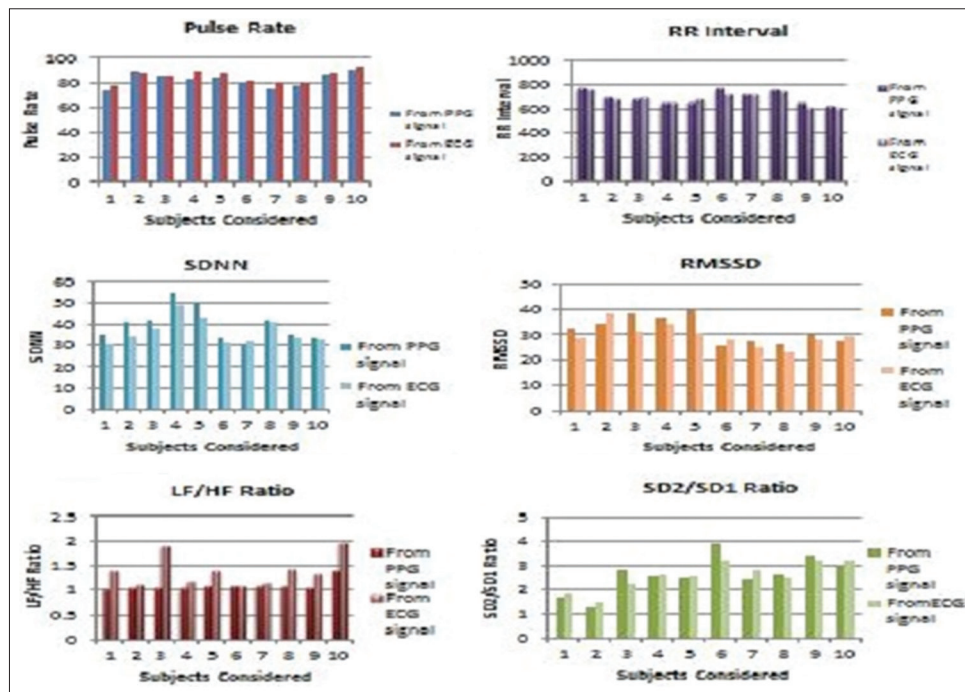 Pulse Rate
100
80
60
40
20
0
Pulse Rate
1 2 3 4 5 6 7 8 9 10
Subjects Considered
From PPG
signal
From ECG
signal
RR Interval
1000
800
600
400
200
0
RR Interval
1 2 3 4 5 6 7 8 9 10
Subjects Considered
From
PPG
signal
From
ECG
signal
SDNN
60
50
40
30
20
10
0
SDNN
1 2 3 4 5 6 7 8 9 10
Subjects Considered
From PPG
signal
From ECG
signal
RMSSD
50
40
30
20
10
0
RMSSD
1 2 3 4 5 6 7 8 9 10
Subjects Considered
From
PPG
signal
From
ECG
signal
LF/HF Ratio
2.5
2
1.5
1
0.5
0
LF/HF Ratio
1 2 3 4 5 6 7 8 9 10
Subjects Considered
From
PPG
signal
From
ECG
signal
SD2/SD1 Ratio
5
4
3
2
1
0
SD2/SD1 Ratio
1 2 3 4 5 6 7 8 9 10
Subjects Considered
From
PPG
signal
From ECG
signal